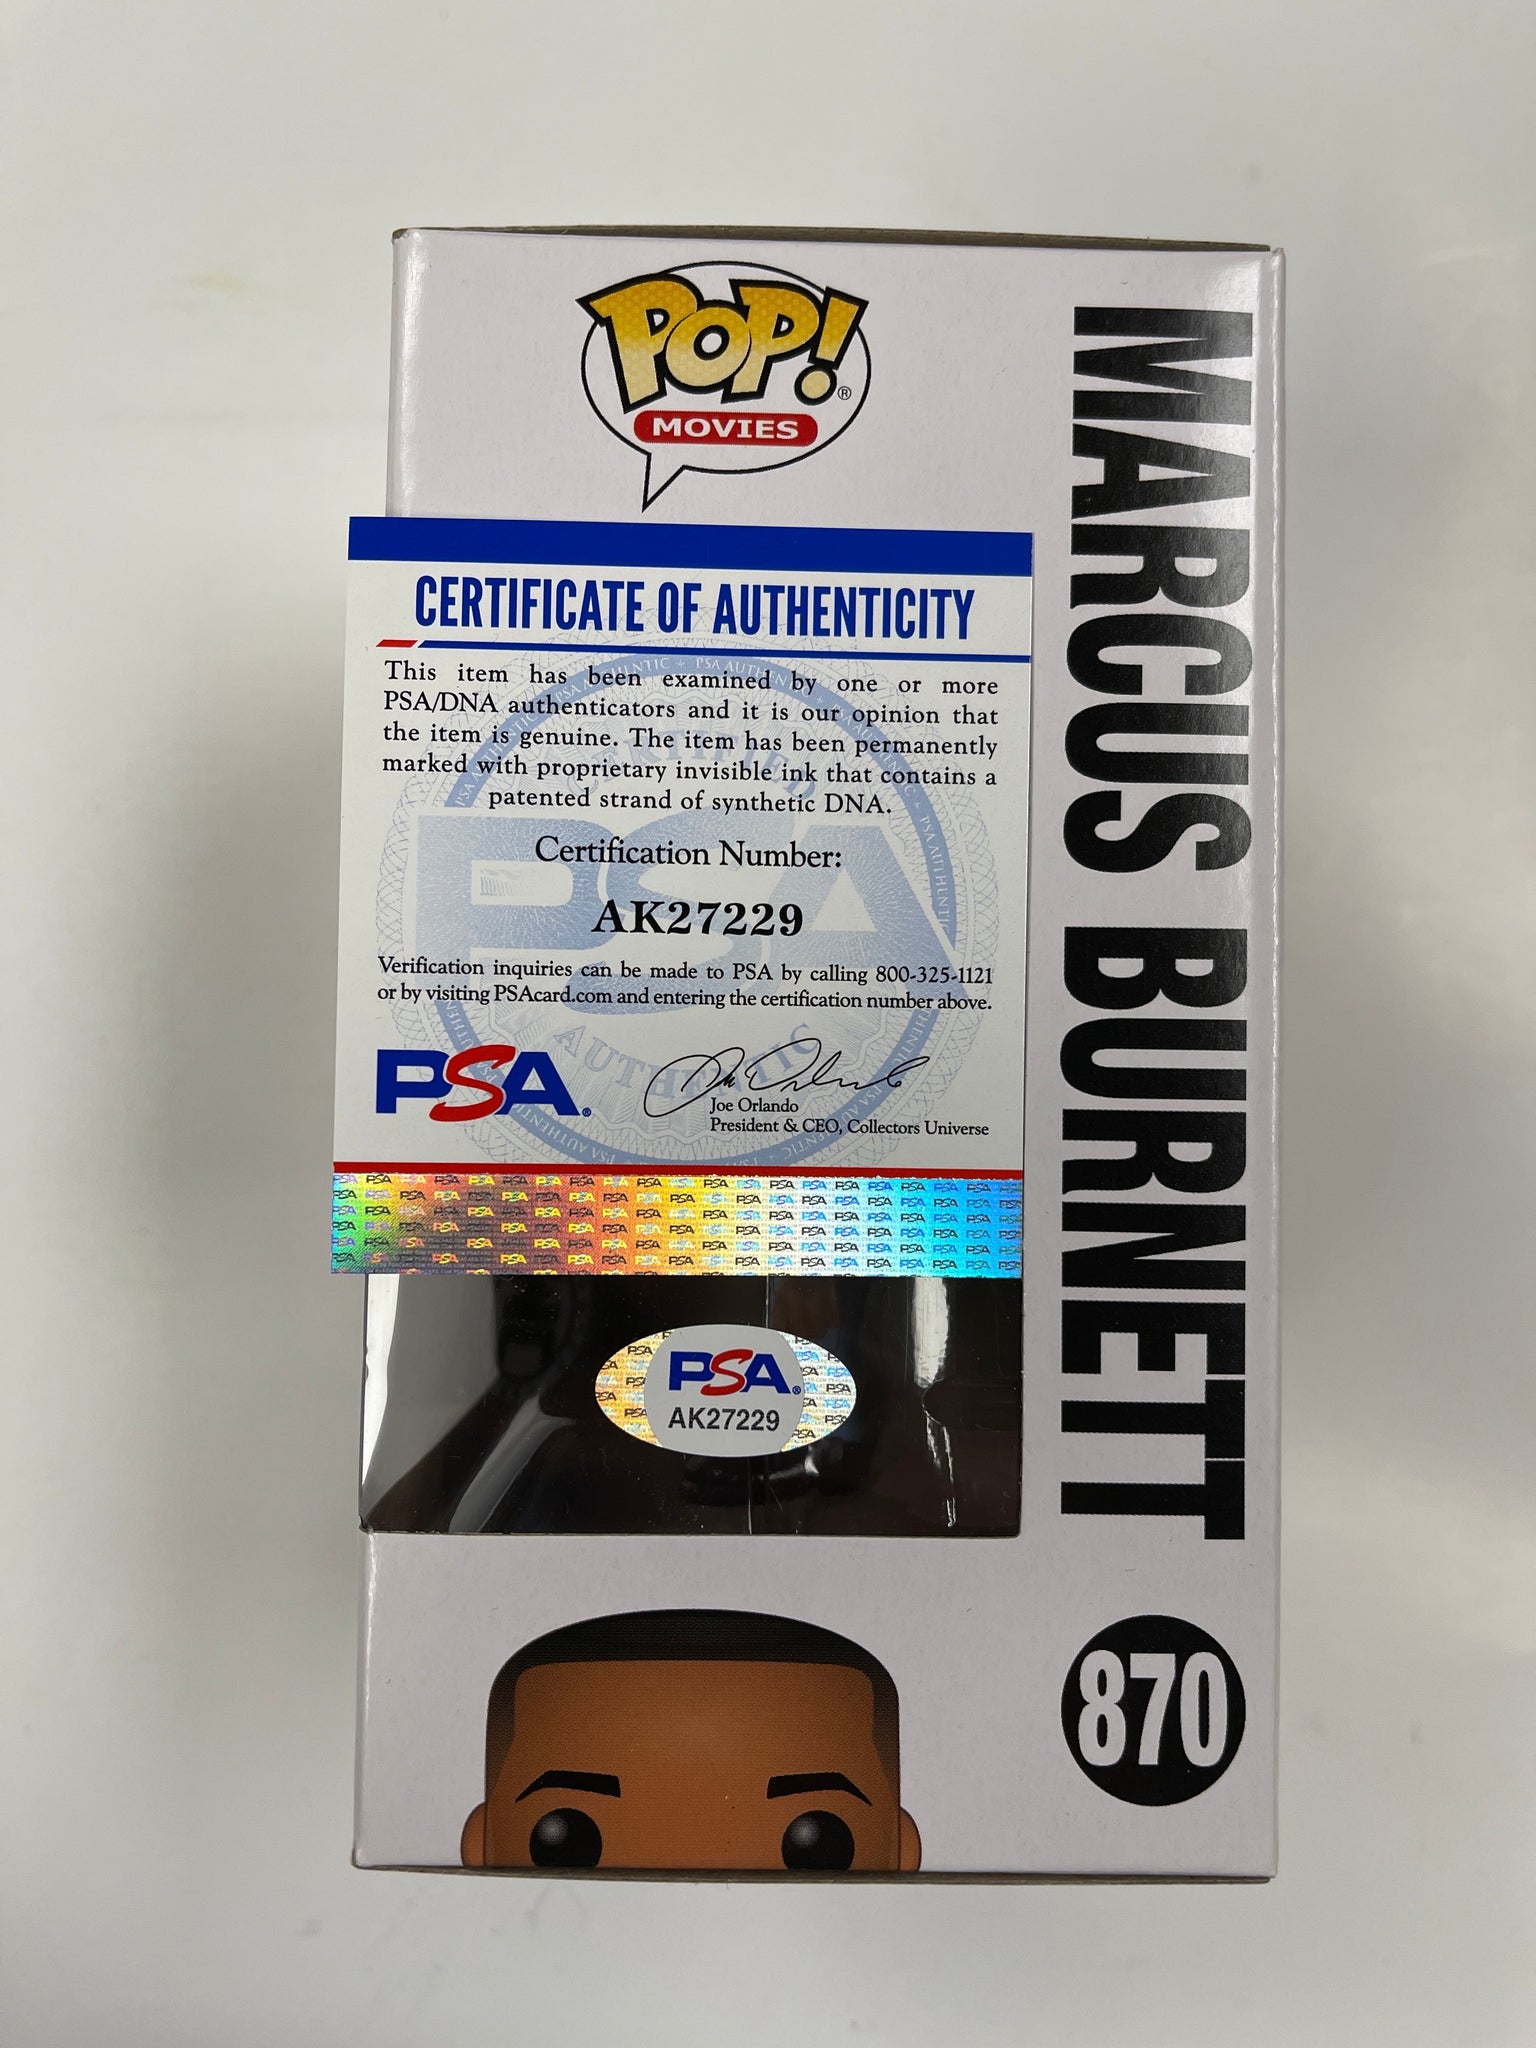 POP!®
MOVIES
CERTIFICATE OF AUTHENTICITY
This item has been examined by one or more
PSA/DNA authenticators and it is our opinion that
the item is genuine. The item has been permanently
marked with proprietary invisible ink that contains a
patented strand of synthetic DNA.
Certification Number:
AK27229
Verification inquiries can be made to PSA by calling 800-325-1121
or by visiting PSAcard.com and entering the certification number above.
PSA®
Joe Orlando
President & CEO, Collectors Universe
PSA®
AK27229
MARCUS BURNETT
870